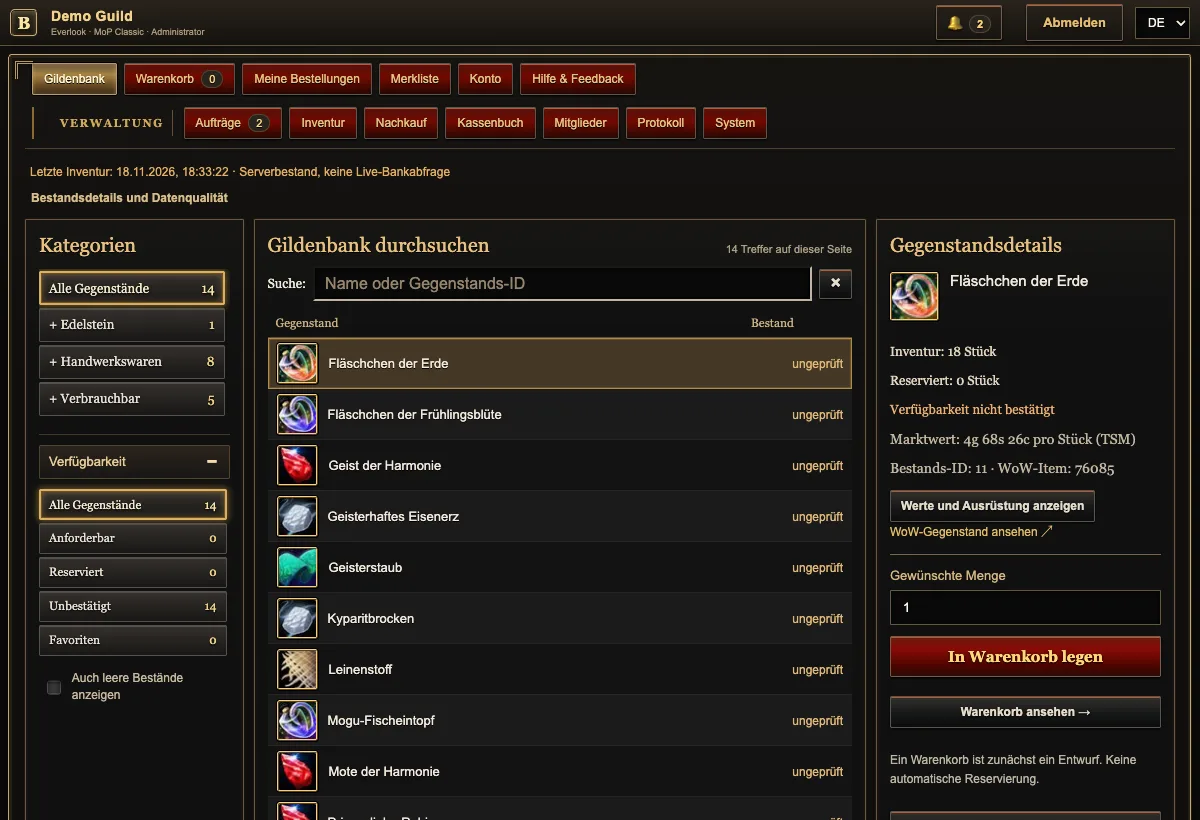 B
Demo Guild
Everlook · MoP Classic · Administrator
2
Abmelden
DE
Gildenbank
Warenkorb 0
Meine Bestellungen
Merkliste
Konto
Hilfe & Feedback
VERWALTUNG
Aufträge 2
Inventur
Nachkauf
Kassenbuch
Mitglieder
Protokoll
System
Letzte Inventur: 18.11.2026, 18:33:22 · Serverbestand, keine Live-Bankabfrage
Bestandsdetails und Datenqualität
Kategorien
Alle Gegenstände 14
+ Edelstein 1
+ Handwerkswaren 8
+ Verbrauchbar 5
Verfügbarkeit −
Alle Gegenstände 14
Anforderbar 0
Reserviert 0
Unbestätigt 14
Favoriten 0
Auch leere Bestände
anzeigen
Gildenbank durchsuchen
14 Treffer auf dieser Seite
Suche: Name oder Gegenstands-ID ×
Gegenstand Bestand
Fläschchen der Erde ungeprüft
Fläschchen der Frühlingsblüte ungeprüft
Geist der Harmonie ungeprüft
Geisterhaftes Eisenerz ungeprüft
Geisterstaub ungeprüft
Kyparitbrocken ungeprüft
Leinenstoff ungeprüft
Mogu-Fischeintopf ungeprüft
Mote der Harmonie ungeprüft
Gegenstandsdetails
Fläschchen der Erde
Inventur: 18 Stück
Reserviert: 0 Stück
Verfügbarkeit nicht bestätigt
Marktwert: 4g 68s 26c pro Stück (TSM)
Bestands-ID: 11 · WoW-Item: 76085
Werte und Ausrüstung anzeigen
WoW-Gegenstand ansehen ↗
Gewünschte Menge
1
In Warenkorb legen
Warenkorb ansehen →
Ein Warenkorb ist zunächst ein Entwurf. Keine
automatische Reservierung.